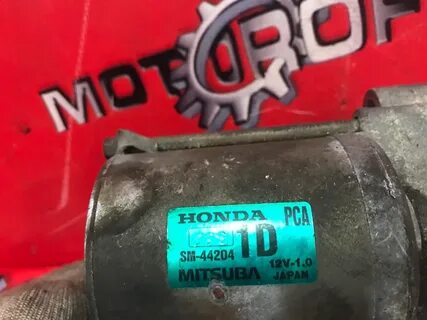 MOTOROF
HONDA PCA
1D
SM-44204
12V-1.0
MITSUBA JAPAN